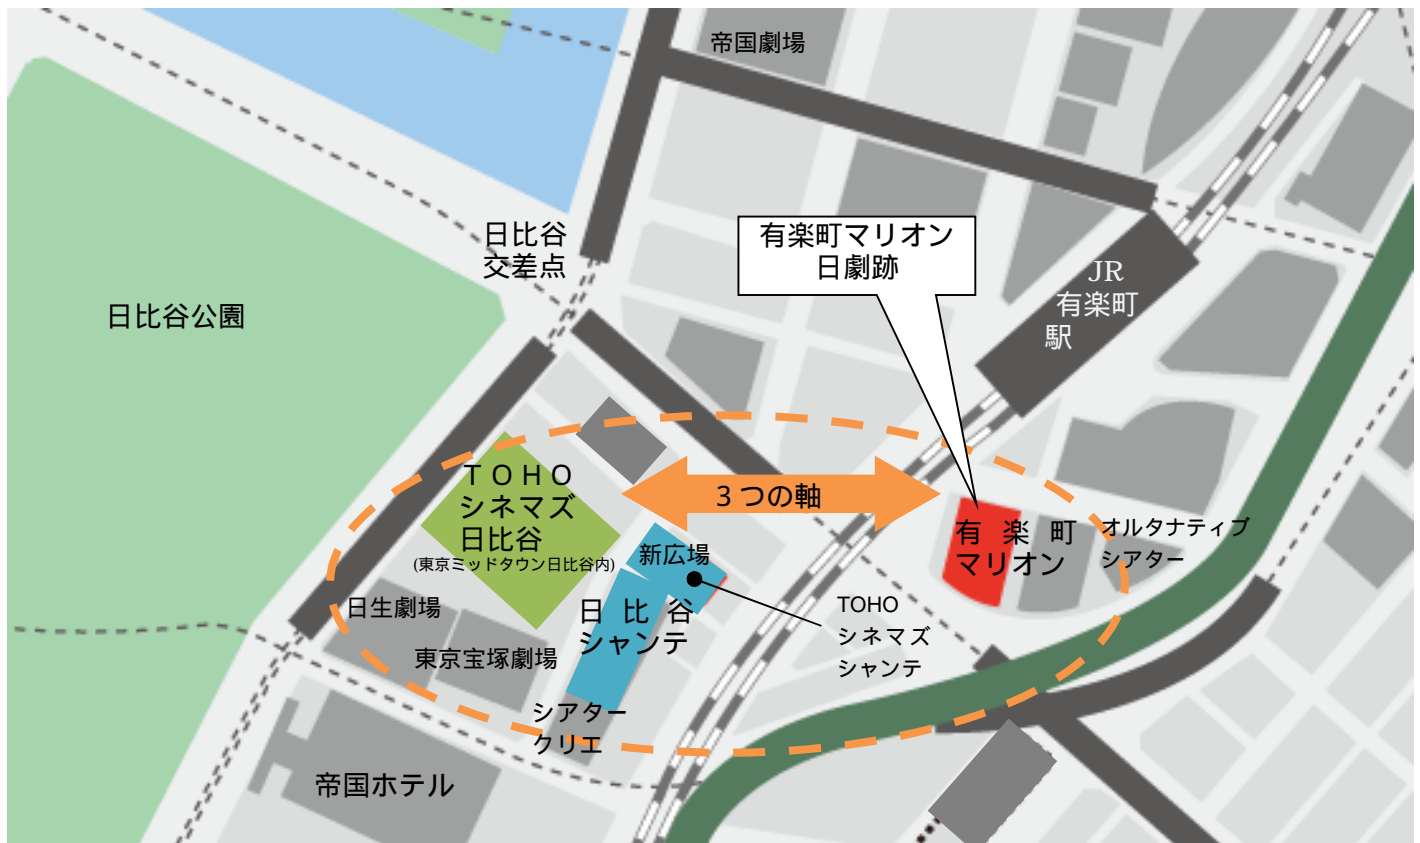 帝国劇場
日比谷
交差点
有楽町マリオン
日劇跡
JR
有楽町
駅
日比谷公園
TOHO
シネマズ
日比谷
(東京ミッドタウン日比谷内)
3つの軸
有楽町
マリオン
オルタナティブ
シアター
新広場
日比谷
シャンテ
TOHO
シネマズ
シャンテ
日生劇場
東京宝塚劇場
シアター
クリエ
帝国ホテル